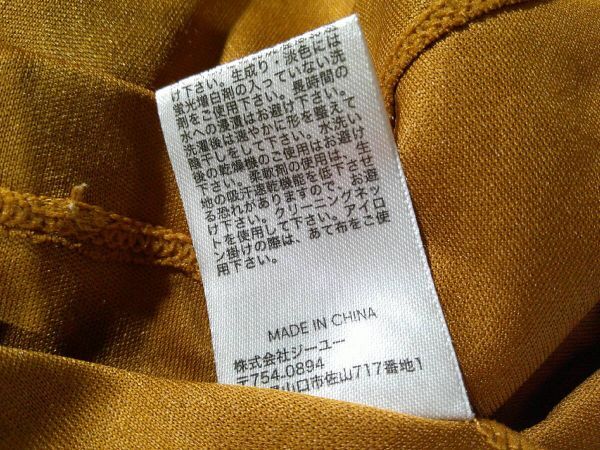 け下さい。生成り・淡色には
蛍光増白剤の入っていない洗
剤をご使用下さい。長時間の
水への浸漬はお避け下さい。
洗濯後は速やかに形を整えて
陰干しをして下さい。水洗い
後の乾燥機のご使用はお避け
下さい。柔軟剤の使用は、生
地の吸汗速乾機能を低下させ
る恐れがありますので、お避
け下さい。クリーニングネッ
トを使用して下さい。アイロ
ン掛けの際は、あて布をご使
用下さい。
MADE IN CHINA
株式会社ジーユー
〒754-0894
山口市佐山717番地1